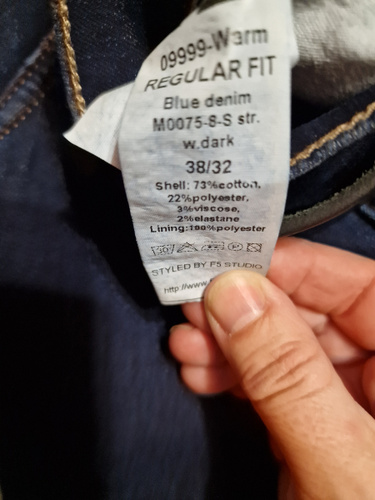 09999-Warm
REGULAR FIT
Blue denim
M0075-8-S str.
w.dark
38/32
Shell: 73%cotton,
22%polyester,
3%viscose,
2%elastane
Lining:100%polyester
STYLED BY F5 STUDIO
http://www.